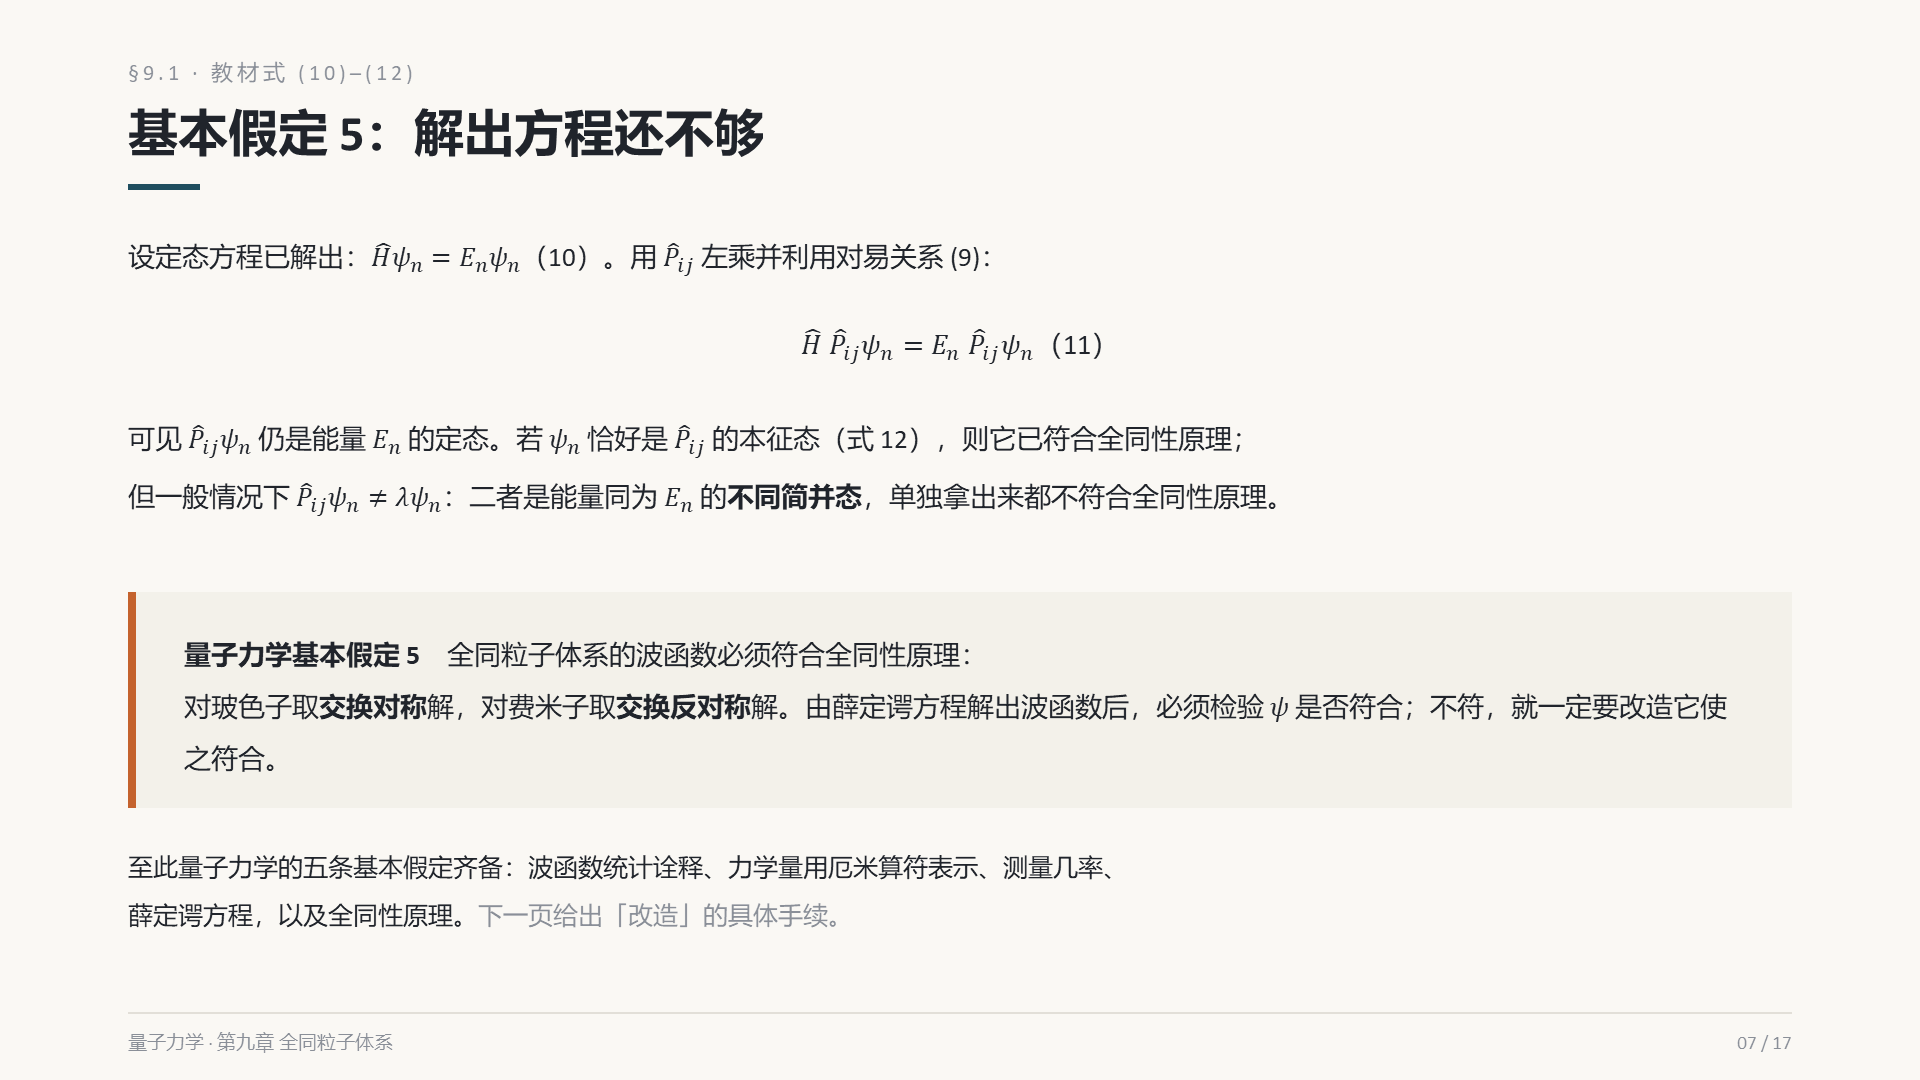 §9.1 · 教材式 (10)–(12)
基本假定 5：解出方程还不够
设定态方程已解出：Ĥψₙ = Eₙψₙ（10）。用 P̂ᵢⱼ 左乘并利用对易关系 (9)：
Ĥ P̂ᵢⱼψₙ = Eₙ P̂ᵢⱼψₙ（11）
可见 P̂ᵢⱼψₙ 仍是能量 Eₙ 的定态。若 ψₙ 恰好是 P̂ᵢⱼ 的本征态（式 12），则它已符合全同性原理；
但一般情况下 P̂ᵢⱼψₙ ≠ λψₙ：二者是能量同为 Eₙ 的不同简并态，单独拿出来都不符合全同性原理。
量子力学基本假定 5　全同粒子体系的波函数必须符合全同性原理：
对玻色子取交换对称解，对费米子取交换反对称解。由薛定谔方程解出波函数后，必须检验 ψ 是否符合；不符，就一定要改造它使
之符合。
至此量子力学的五条基本假定齐备：波函数统计诠释、力学量用厄米算符表示、测量几率、
薛定谔方程，以及全同性原理。下一页给出「改造」的具体手续。
量子力学 · 第九章 全同粒子体系
07 / 17